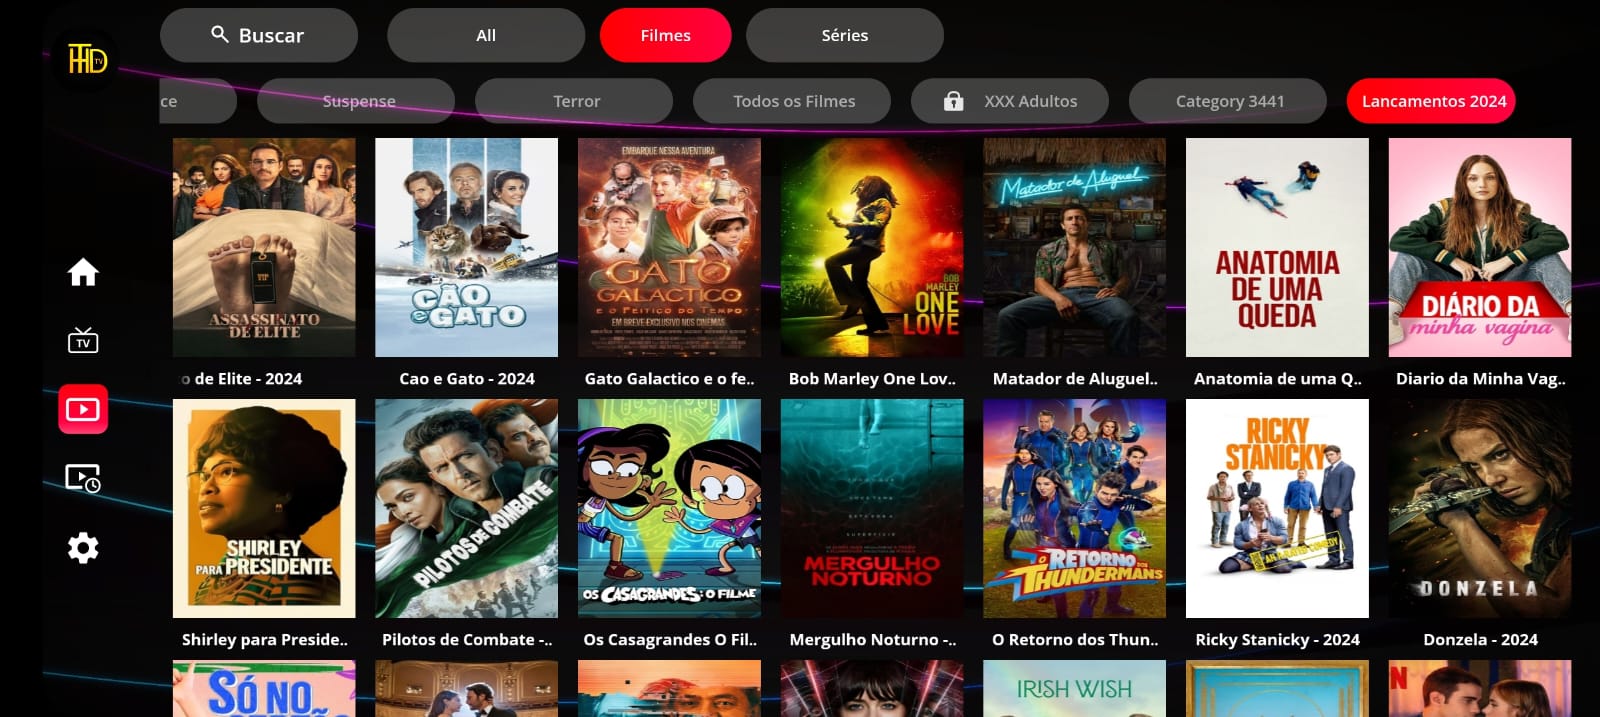 Buscar
All
Filmes
Séries
THD TV
ce
Suspense
Terror
Todos os Filmes
XXX Adultos
Category 3441
Lancamentos 2024
VIP
ASSASSINATO
DE ELITE
CÃO
e GATO
EMBARQUE NESSA AVENTURA
GATO
GALACTICO
E O FEITIÇO DO TEMPO
EM BREVE EXCLUSIVO NOS CINEMAS
BOB
MARLEY
ONE
LOVE
Matador de Aluguel
ANATOMIA
DE UMA
QUEDA
DIÁRIO DA
minha vagina
o de Elite - 2024
Cao e Gato - 2024
Gato Galactico e o fe..
Bob Marley One Lov..
Matador de Aluguel..
Anatomia de uma Q..
Diario da Minha Vag..
TV
SHIRLEY
PARA PRESIDENTE
PILOTOS DE COMBATE
OS CASAGRANDES: O FILME
MERGULHO
NOTURNO
O RETORNO DOS
THUNDERMANS
RICKY
STANICKY
DONZELA
Shirley para Preside..
Pilotos de Combate -..
Os Casagrandes O Fil..
Mergulho Noturno -..
O Retorno dos Thun..
Ricky Stanicky - 2024
Donzela - 2024
SÓ NO
IRISH WISH
N